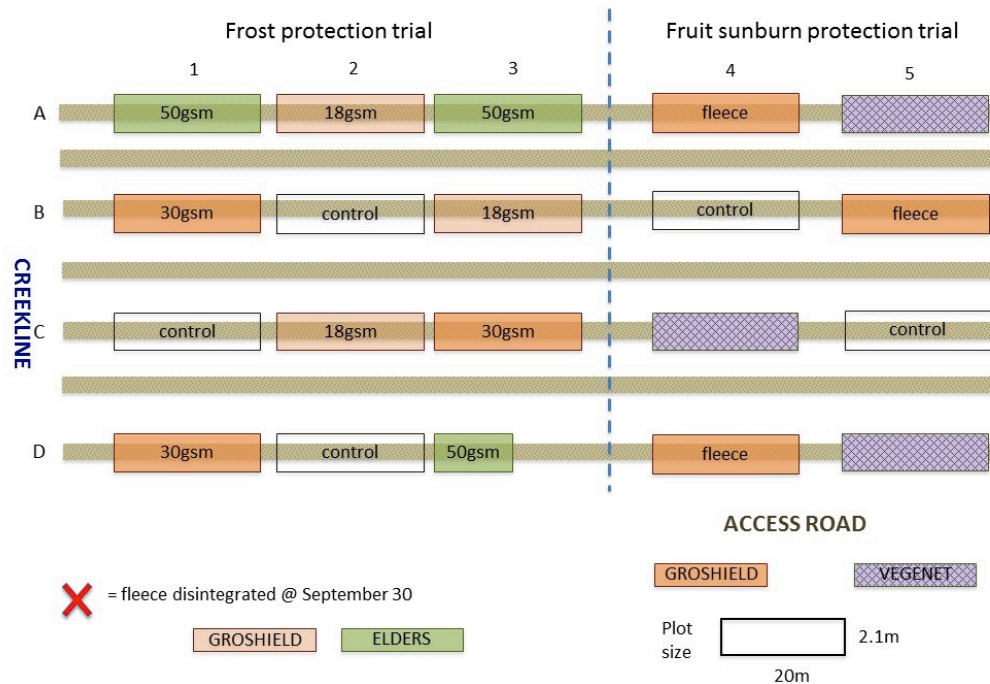 Frost protection trial
Fruit sunburn protection trial
1 2 3 4 5
A 50gsm 18gsm 50gsm fleece
B 30gsm control 18gsm control fleece
CREEKLINE
C control 18gsm 30gsm control
D 30gsm control 50gsm fleece
ACCESS ROAD
GROSHIELD VEGENET
= fleece disintegrated @ September 30
GROSHIELD ELDERS
Plot
size
2.1m
20m